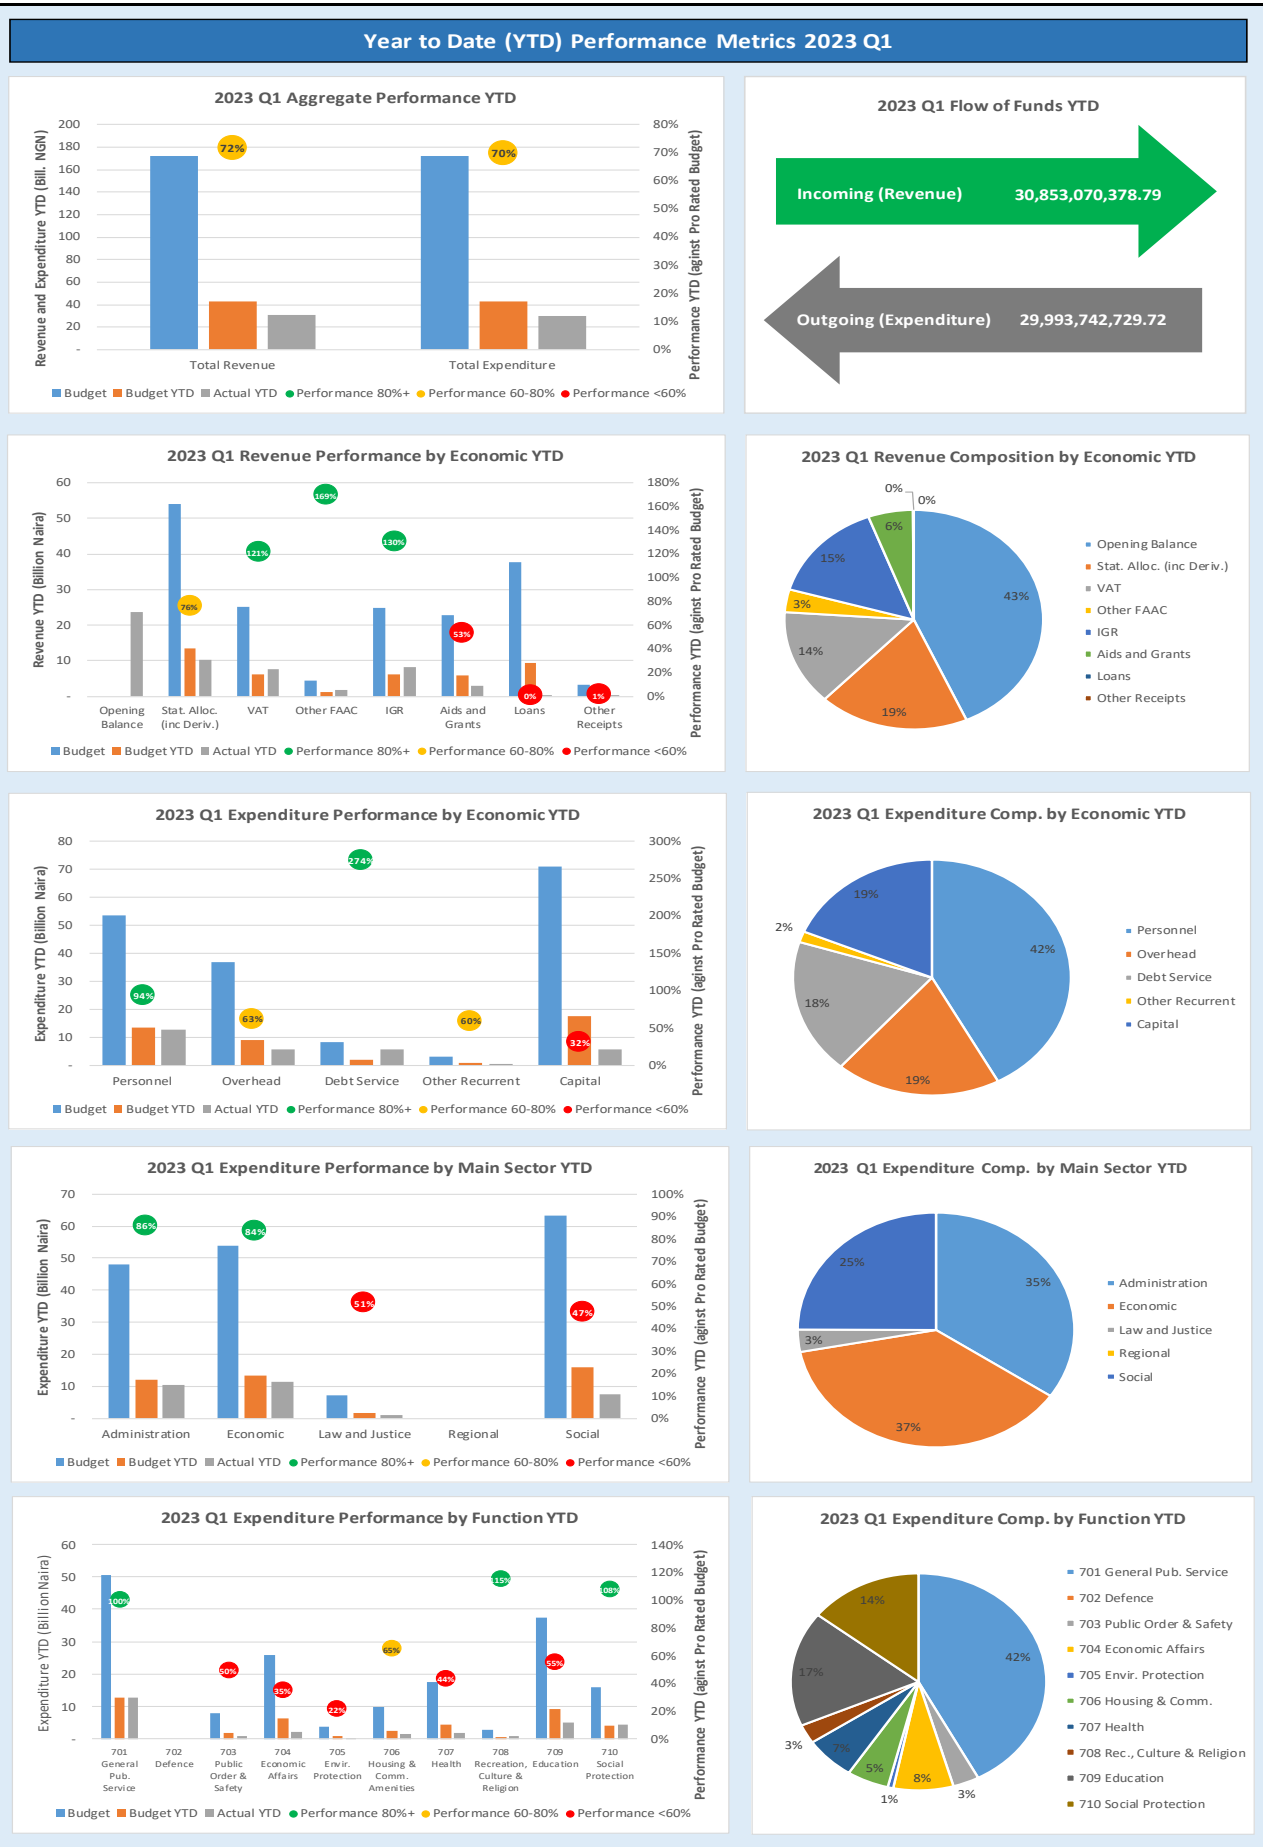 Year to Date (YTD) Performance Metrics 2023 Q1
2023 Q1 Aggregate Performance YTD
Revenue and Expenditure YTD (Bill. NGN)
200
180
160
140
120
100
80
60
40
20
-
72%
70%
80%
70%
60%
50%
40%
30%
20%
10%
0%
Performance YTD (aginst Pro Rated Budget)
Total Revenue
Total Expenditure
Budget Budget YTD Actual YTD Performance 80%+ Performance 60-80% Performance <60%
2023 Q1 Flow of Funds YTD
Incoming (Revenue) 30,853,070,378.79
Outgoing (Expenditure) 29,993,742,729.72
2023 Q1 Revenue Performance by Economic YTD
Revenue YTD (Billion Naira)
60
50
40
30
20
10
-
76%
121%
169%
130%
53%
0%
1%
180%
160%
140%
120%
100%
80%
60%
40%
20%
0%
Performance YTD (aginst Pro Rated Budget)
Opening
Balance
Stat. Alloc.
(inc Deriv.)
VAT
Other FAAC
IGR
Aids and
Grants
Loans
Other
Receipts
Budget Budget YTD Actual YTD Performance 80%+ Performance 60-80% Performance <60%
2023 Q1 Revenue Composition by Economic YTD
0%
0%
6%
15%
3%
14%
19%
43%
Opening Balance
Stat. Alloc. (inc Deriv.)
VAT
Other FAAC
IGR
Aids and Grants
Loans
Other Receipts
2023 Q1 Expenditure Performance by Economic YTD
Expenditure YTD (Billion Naira)
80
70
60
50
40
30
20
10
-
94%
63%
274%
60%
32%
300%
250%
200%
150%
100%
50%
0%
Performance YTD (aginst Pro Rated Budget)
Personnel
Overhead
Debt Service
Other Recurrent
Capital
Budget Budget YTD Actual YTD Performance 80%+ Performance 60-80% Performance <60%
2023 Q1 Expenditure Comp. by Economic YTD
19%
2%
18%
19%
42%
Personnel
Overhead
Debt Service
Other Recurrent
Capital
2023 Q1 Expenditure Performance by Main Sector YTD
Expenditure YTD (Billion Naira)
70
60
50
40
30
20
10
-
86%
84%
51%
47%
100%
90%
80%
70%
60%
50%
40%
30%
20%
10%
0%
Performance YTD (aginst Pro Rated Budget)
Administration
Economic
Law and Justice
Regional
Social
Budget Budget YTD Actual YTD Performance 80%+ Performance 60-80% Performance <60%
2023 Q1 Expenditure Comp. by Main Sector YTD
25%
3%
37%
35%
Administration
Economic
Law and Justice
Regional
Social
2023 Q1 Expenditure Performance by Function YTD
Expenditure YTD (Billion Naira)
60
50
40
30
20
10
-
100%
50%
35%
22%
65%
44%
115%
55%
108%
140%
120%
100%
80%
60%
40%
20%
0%
Performance YTD (aginst Pro Rated Budget)
701
General
Pub.
Service
702
Defence
703
Public
Order &
Safety
704
Economic
Affairs
705
Envir.
Protection
706
Housing &
Comm.
Amenities
707
Health
708
Recreation,
Culture &
Religion
709
Education
710
Social
Protection
Budget Budget YTD Actual YTD Performance 80%+ Performance 60-80% Performance <60%
2023 Q1 Expenditure Comp. by Function YTD
14%
17%
3%
7%
5%
1%
8%
3%
42%
701 General Pub. Service
702 Defence
703 Public Order & Safety
704 Economic Affairs
705 Envir. Protection
706 Housing & Comm.
707 Health
708 Rec., Culture & Religion
709 Education
710 Social Protection